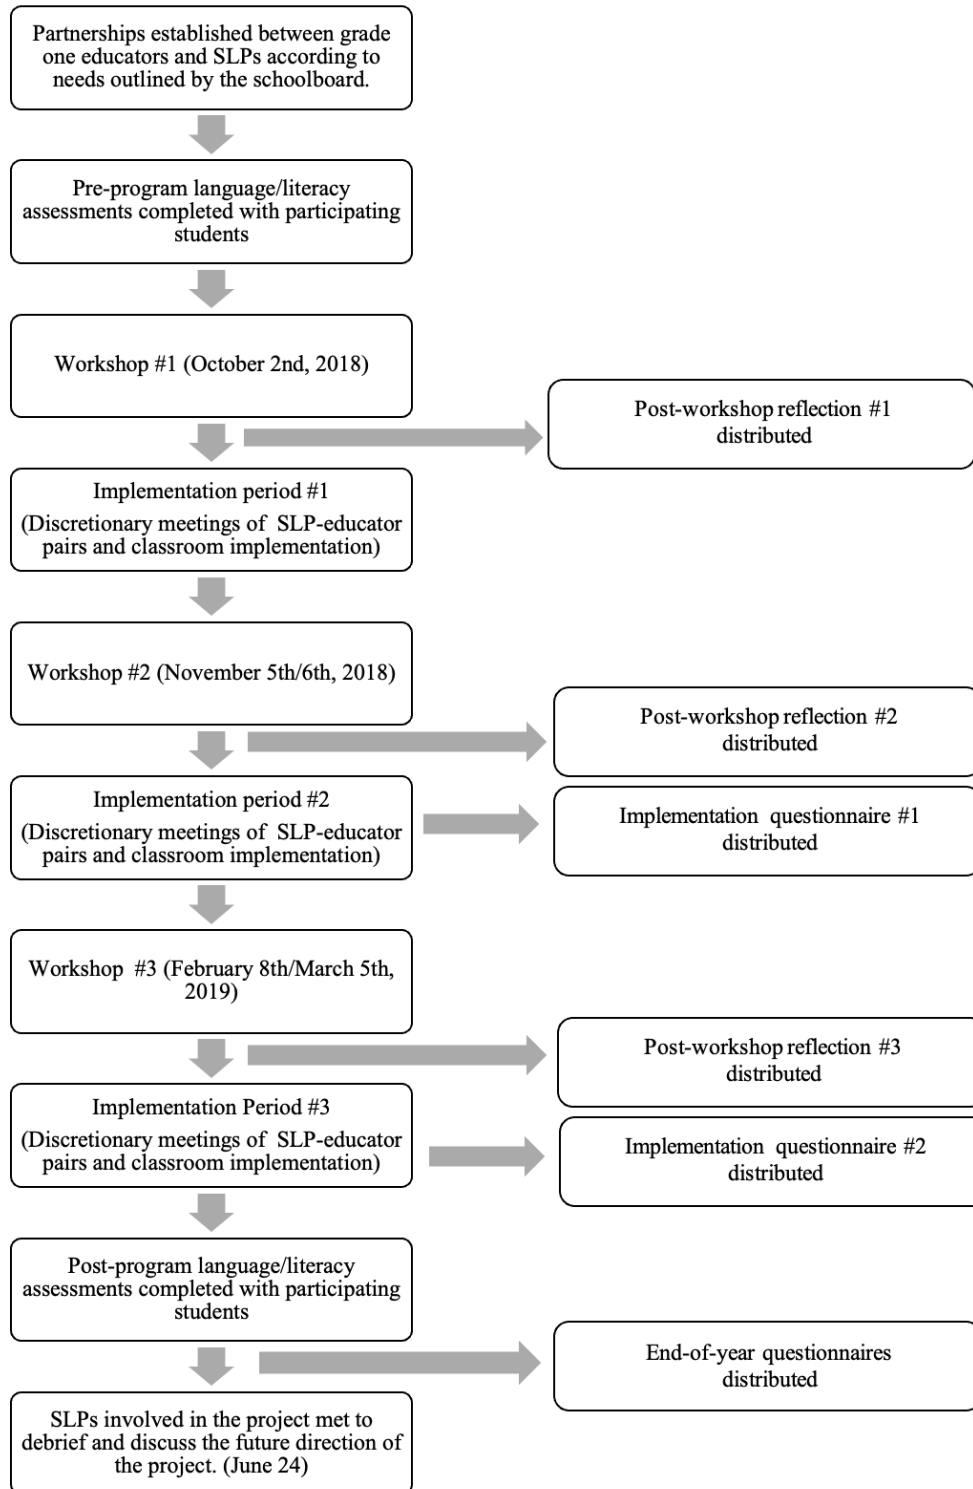 Partnerships established between grade
one educators and SLPs according to
needs outlined by the schoolboard.
Pre-program language/literacy
assessments completed with participating
students
Workshop #1 (October 2nd, 2018)
Post-workshop reflection #1
distributed
Implementation period #1
(Discretionary meetings of SLP-educator
pairs and classroom implementation)
Workshop #2 (November 5th/6th, 2018)
Post-workshop reflection #2
distributed
Implementation period #2
(Discretionary meetings of SLP-educator
pairs and classroom implementation)
Implementation questionnaire #1
distributed
Workshop #3 (February 8th/March 5th,
2019)
Post-workshop reflection #3
distributed
Implementation Period #3
(Discretionary meetings of SLP-educator
pairs and classroom implementation)
Implementation questionnaire #2
distributed
Post-program language/literacy
assessments completed with participating
students
End-of-year questionnaires
distributed
SLPs involved in the project met to
debrief and discuss the future direction of
the project. (June 24)